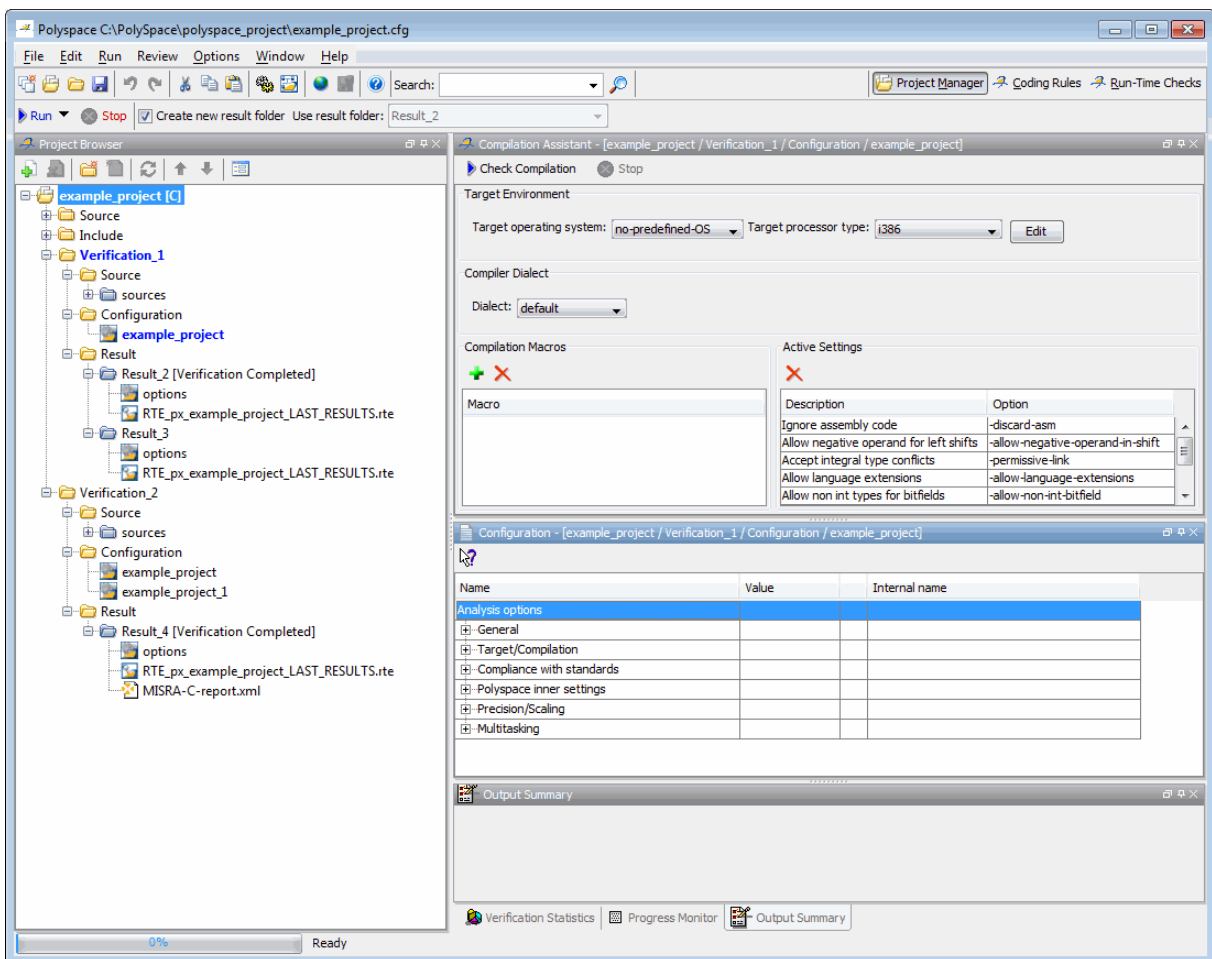 Polyspace C:\PolySpace\polyspace_project\example_project.cfg
File Edit Run Review Options Window Help
Search:
Project Manager Coding Rules Run-Time Checks
Run Stop Create new result folder Use result folder: Result_2
Project Browser
example_project [C]
Source
Include
Verification_1
Source
sources
Configuration
example_project
Result
Result_2 [Verification Completed]
options
RTE_px_example_project_LAST_RESULTS.rte
Result_3
options
RTE_px_example_project_LAST_RESULTS.rte
Verification_2
Source
sources
Configuration
example_project
example_project_1
Result
Result_4 [Verification Completed]
options
RTE_px_example_project_LAST_RESULTS.rte
MISRA-C-report.xml
Compilation Assistant - [example_project / Verification_1 / Configuration / example_project]
Check Compilation Stop
Target Environment
Target operating system: no-predefined-OS Target processor type: i386 Edit
Compiler Dialect
Dialect: default
Compilation Macros
Macro
Active Settings
Description Option
Ignore assembly code -discard-asm
Allow negative operand for left shifts -allow-negative-operand-in-shift
Accept integral type conflicts -permissive-link
Allow language extensions -allow-language-extensions
Allow non int types for bitfields -allow-non-int-bitfield
Configuration - [example_project / Verification_1 / Configuration / example_project]
Name Value Internal name
Analysis options
General
Target/Compilation
Compliance with standards
Polyspace inner settings
Precision/Scaling
Multitasking
Output Summary
Verification Statistics Progress Monitor Output Summary
0% Ready